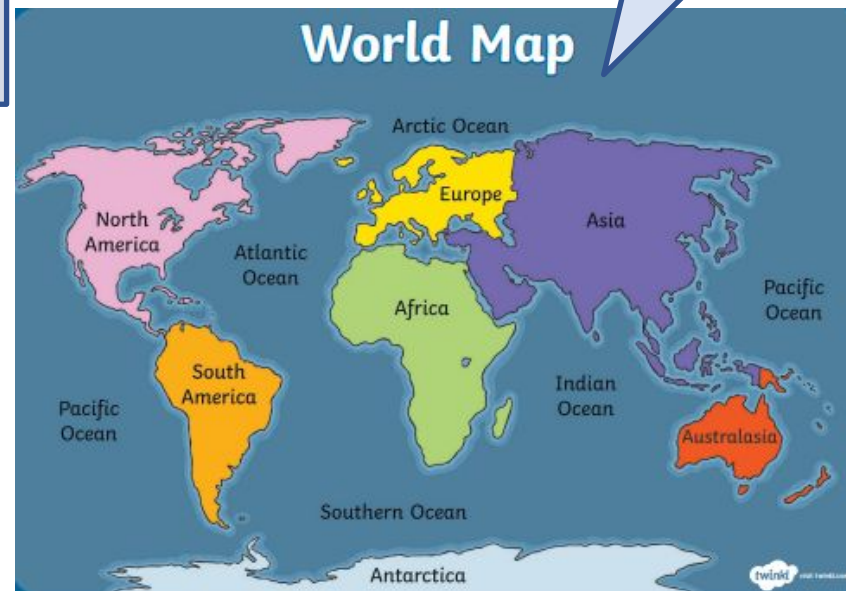 World Map
Arctic Ocean
Europe
Asia
North
America
Atlantic
Ocean
Pacific
Ocean
Africa
South
America
Indian
Ocean
Pacific
Ocean
Australasia
Southern Ocean
Antarctica
twinkl